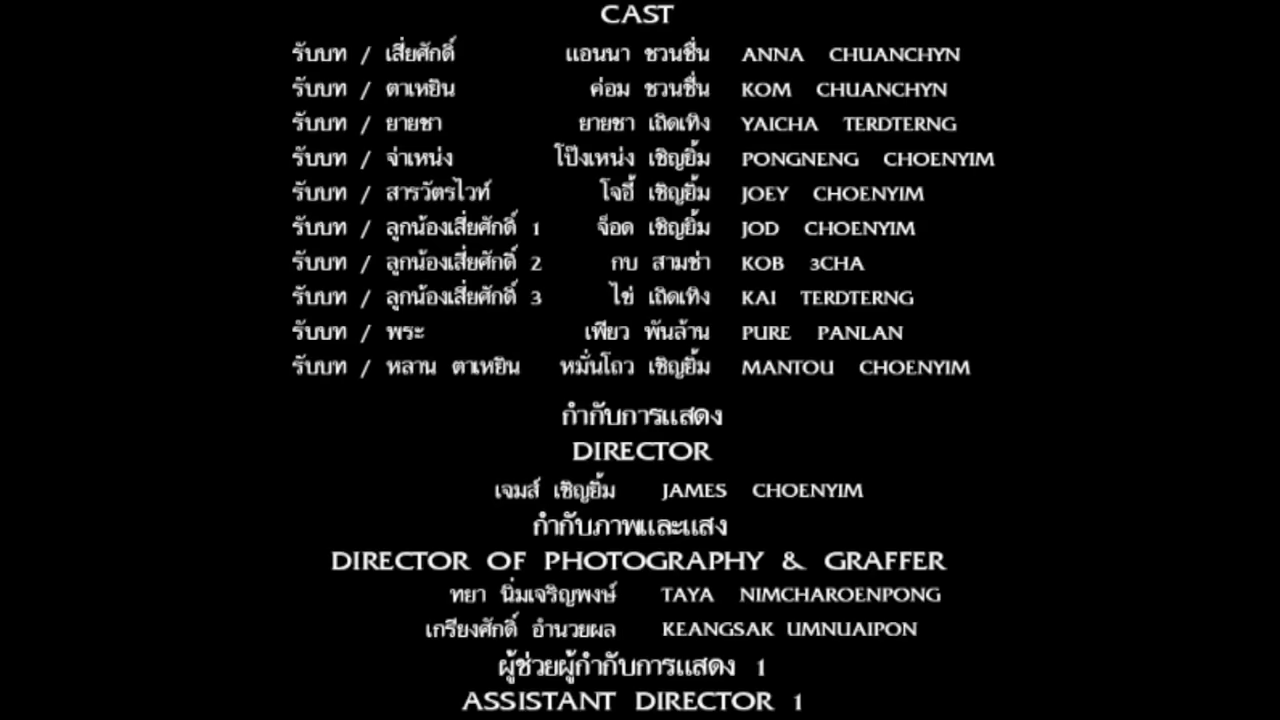 CAST
รับบท / เสี่ยศักดิ์ แอนนา ชวนชื่น ANNA CHUANCHYN
รับบท / ตาเหยิน ค่อม ชวนชื่น KOM CHUANCHYN
รับบท / ยายชา ยายชา เถิดเทิง YAICHA TERDTERNG
รับบท / จ่าเหน่ง โป๊งเหน่ง เชิญยิ้ม PONGNENG CHOENYIM
รับบท / สารวัตรไวท์ โจอี้ เชิญยิ้ม JOEY CHOENYIM
รับบท / ลูกน้องเสี่ยศักดิ์ 1 จ็อด เชิญยิ้ม JOD CHOENYIM
รับบท / ลูกน้องเสี่ยศักดิ์ 2 กบ สามช่า KOB 3CHA
รับบท / ลูกน้องเสี่ยศักดิ์ 3 ไข่ เถิดเทิง KAI TERDTERNG
รับบท / พระ เพียว พันล้าน PURE PANLAN
รับบท / หลาน ตาเหยิน หมั่นโถว เชิญยิ้ม MANTOU CHOENYIM
กำกับการแสดง
DIRECTOR
เจมส์ เชิญยิ้ม JAMES CHOENYIM
กำกับภาพและแสง
DIRECTOR OF PHOTOGRAPHY & GRAFFER
ทยา นิ่มเจริญพงษ์ TAYA NIMCHAROENPONG
เกรียงศักดิ์ อำนวยผล KEANGSAK UMNUAIPON
ผู้ช่วยผู้กำกับการแสดง 1
ASSISTANT DIRECTOR 1